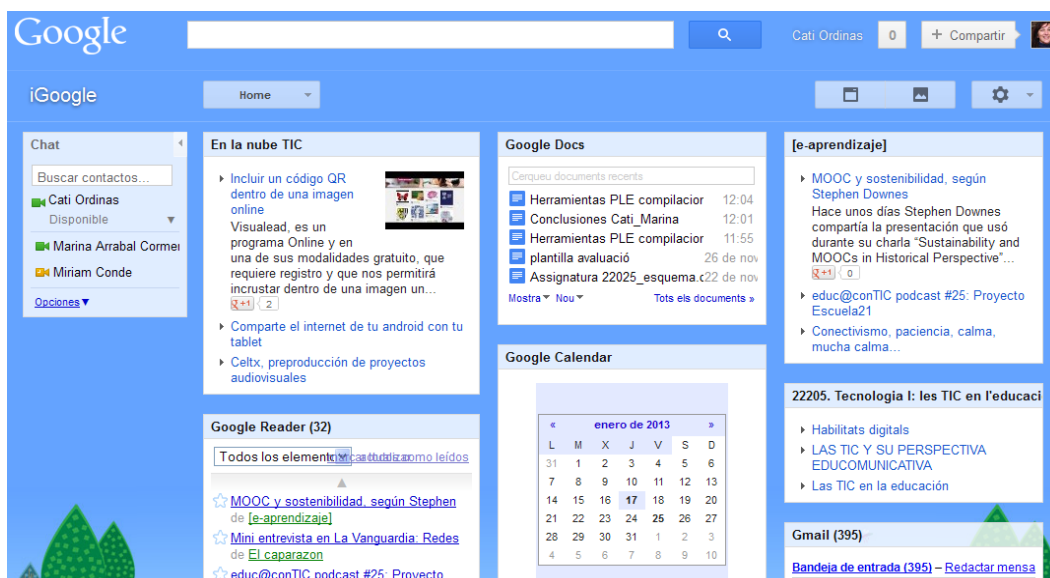 Google
Cati Ordinas
0
+ Compartir
iGoogle
Home
Chat
Buscar contactos...
Cati Ordinas
Disponible
Marina Arrabal Cormer
Miriam Conde
Opciones
En la nube TIC
Incluir un código QR
dentro de una imagen
online
Visualead, es un
programa Online y en
una de sus modalidades gratuito, que
requiere registro y que nos permitirá
incrustar dentro de una imagen un...
+1 2
Comparte el internet de tu android con tu
tablet
Celtx, preproducción de proyectos
audiovisuales
Google Reader (32)
Todos los elemento
como leídos
MOOC y sostenibilidad, según Stephen
de [e-aprendizaje]
Mini entrevista en La Vanguardia: Redes
de El caparazon
educ@conTIC podcast #25: Proyecto
Google Docs
Cerqueu documents recents
Herramientas PLE compilacior 12:04
Conclusiones Cati_Marina 12:01
Herramientas PLE compilacior 11:55
plantilla avaluació 26 de nov
Assignatura 22025_esquema.c 22 de nov
Mostra Nou Tots els documents »
Google Calendar
« enero de 2013 »
L M X J V S D
31 1 2 3 4 5 6
7 8 9 10 11 12 13
14 15 16 17 18 19 20
21 22 23 24 25 26 27
28 29 30 31 1 2 3
4 5 6 7 8 9 10
[e-aprendizaje]
MOOC y sostenibilidad, según
Stephen Downes
Hace unos días Stephen Downes
compartía la presentación que usó
durante su charla “Sustainability and
MOOCs in Historical Perspective”...
+1 0
educ@conTIC podcast #25: Proyecto
Escuela21
Conectivismo, paciencia, calma,
mucha calma…
22205. Tecnologia I: les TIC en l'educaci
Habilitats digitals
LAS TIC Y SU PERSPECTIVA
EDUCOMUNICATIVA
Las TIC en la educación
Gmail (395)
Bandeja de entrada (395) – Redactar mensa